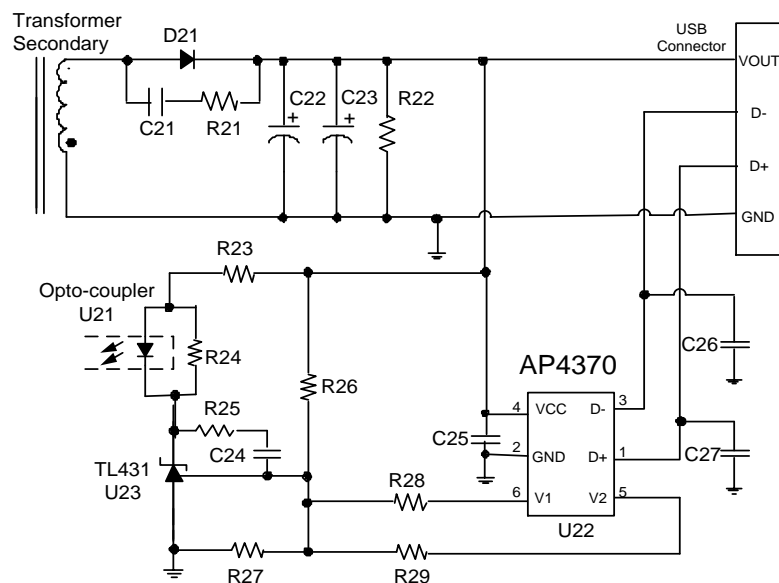 Transformer
Secondary
D21
USB
Connector
VOUT
C21
R21
C22
+
C23
+
R22
D-
D+
GND
R23
Opto-coupler
U21
R24
R26
C26
AP4370
R25
C24
C25
4
VCC
D-
3
2
GND
D+
1
C27
TL431
U23
R28
6
V1
V2
5
U22
R27
R29